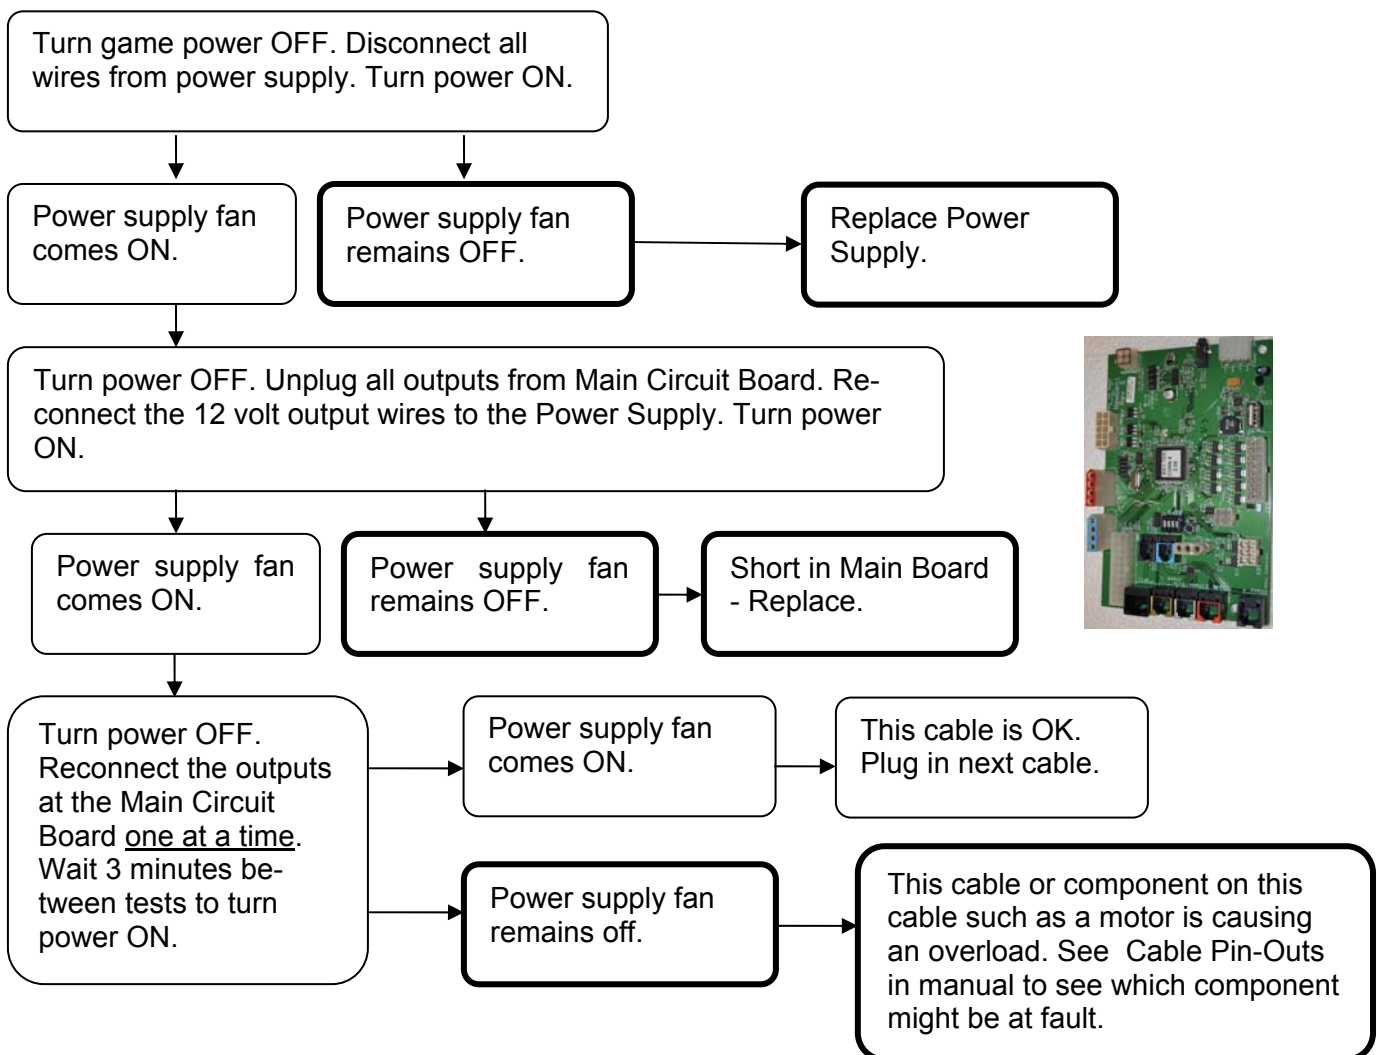 Turn game power OFF. Disconnect all
wires from power supply. Turn power ON.
Power supply fan
comes ON.
Power supply fan
remains OFF.
Replace Power
Supply.
Turn power OFF. Unplug all outputs from Main Circuit Board. Re-
connect the 12 volt output wires to the Power Supply. Turn power
ON.
Power supply fan
comes ON.
Power supply fan
remains OFF.
Short in Main Board
- Replace.
Turn power OFF.
Reconnect the outputs
at the Main Circuit
Board one at a time.
Wait 3 minutes be-
tween tests to turn
power ON.
Power supply fan
comes ON.
This cable is OK.
Plug in next cable.
Power supply fan
remains off.
This cable or component on this
cable such as a motor is causing
an overload. See Cable Pin-Outs
in manual to see which component
might be at fault.